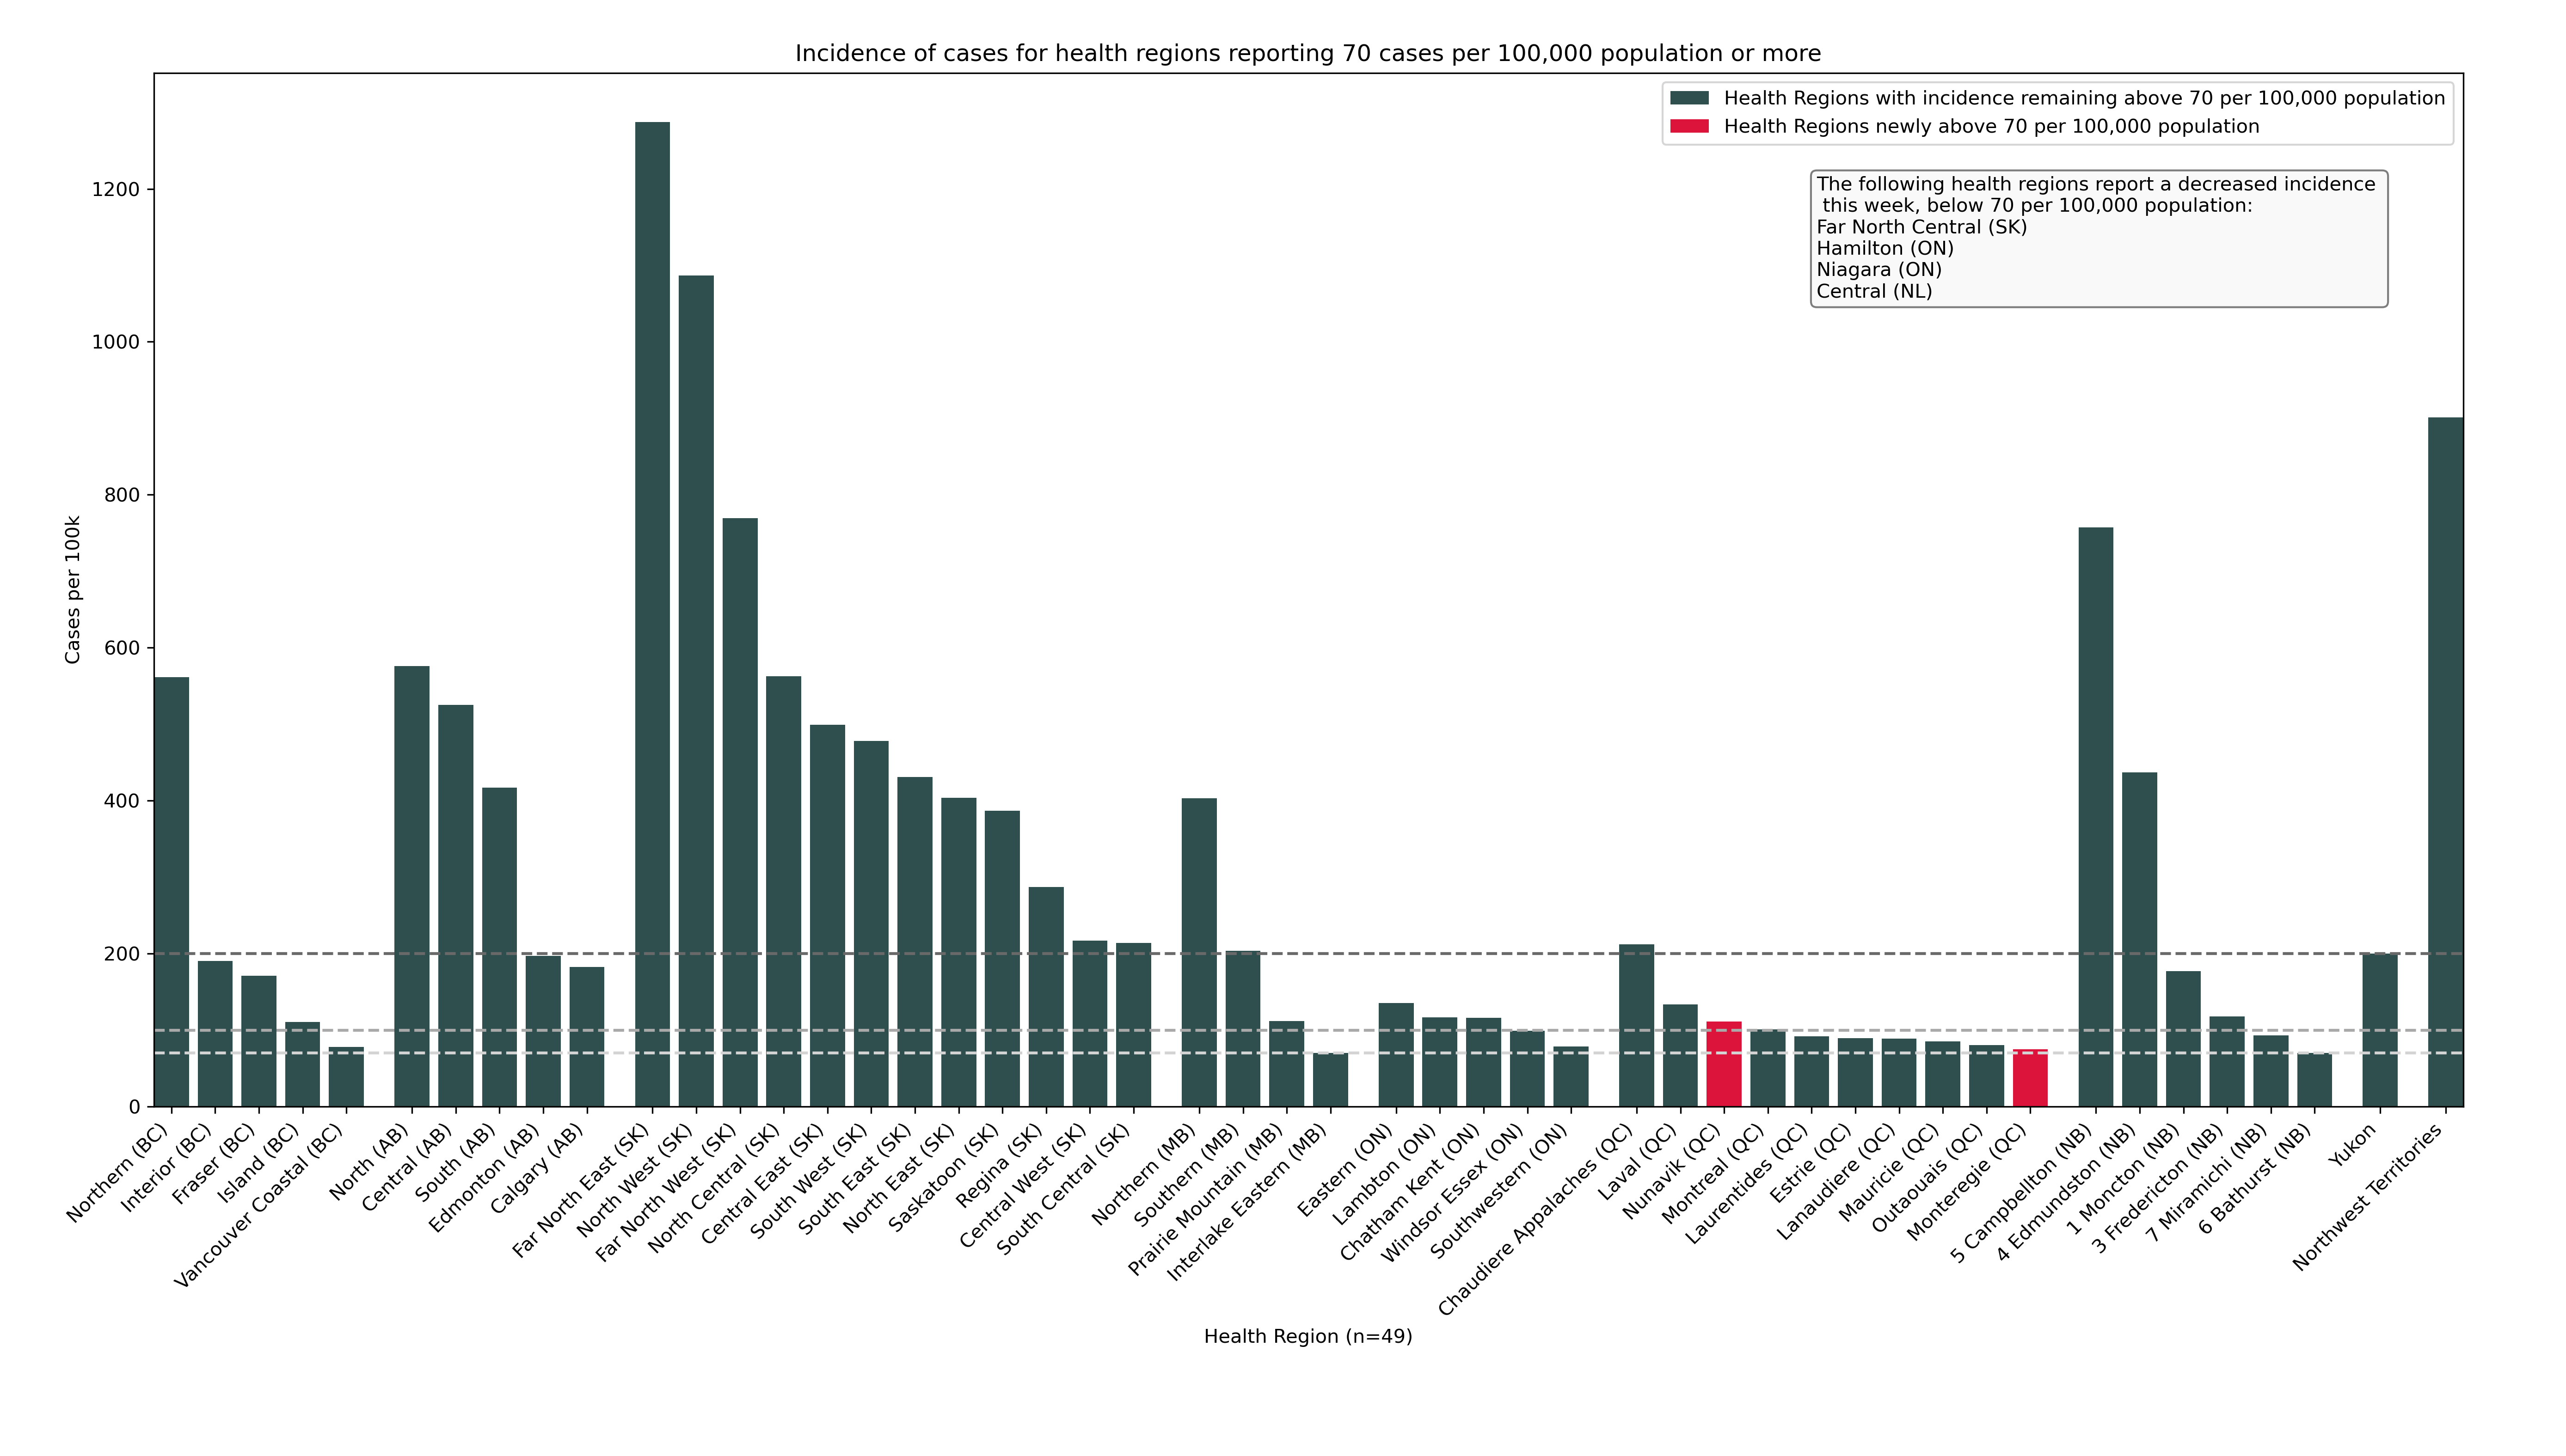 Incidence of cases for health regions reporting 70 cases per 100,000 population or more
Health Regions with incidence remaining above 70 per 100,000 population
Health Regions newly above 70 per 100,000 population
The following health regions report a decreased incidence
this week, below 70 per 100,000 population:
Far North Central (SK)
Hamilton (ON)
Niagara (ON)
Central (NL)
Cases per 100k
1200
1000
800
600
400
200
0
Northern (BC)
Interior (BC)
Fraser (BC)
Island (BC)
Vancouver Coastal (BC)
North (AB)
Central (AB)
South (AB)
Edmonton (AB)
Calgary (AB)
Far North East (SK)
North West (SK)
Far North West (SK)
North Central (SK)
Central East (SK)
South West (SK)
South East (SK)
North East (SK)
Saskatoon (SK)
Regina (SK)
Central West (SK)
South Central (SK)
Northern (MB)
Southern (MB)
Prairie Mountain (MB)
Interlake Eastern (MB)
Eastern (ON)
Lambton (ON)
Chatham Kent (ON)
Windsor Essex (ON)
Southwestern (ON)
Chaudiere Appalaches (QC)
Laval (QC)
Nunavik (QC)
Montreal (QC)
Laurentides (QC)
Estrie (QC)
Lanaudiere (QC)
Mauricie (QC)
Outaouais (QC)
Monteregie (QC)
5 Campbellton (NB)
4 Edmundston (NB)
1 Moncton (NB)
3 Fredericton (NB)
7 Miramichi (NB)
6 Bathurst (NB)
Yukon
Northwest Territories
Health Region (n=49)